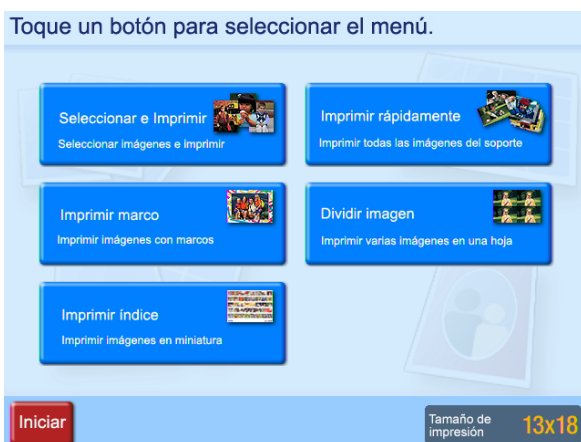 Toque un botón para seleccionar el menú.
Seleccionar e Imprimir
Seleccionar imágenes e imprimir
Imprimir rápidamente
Imprimir todas las imágenes del soporte
Imprimir marco
Imprimir imágenes con marcos
Dividir imagen
Imprimir varias imágenes en una hoja
Imprimir índice
Imprimir imágenes en miniatura
Iniciar
Tamaño de
impresión
13x18